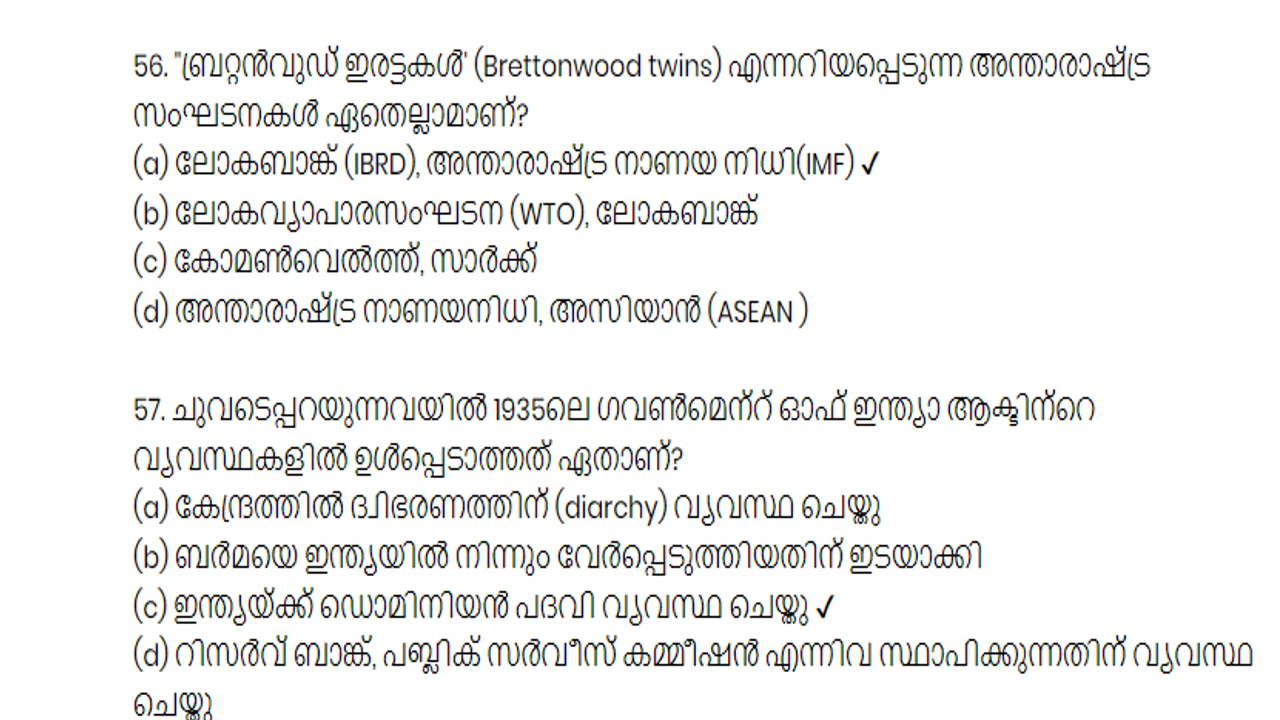 56. "ബ്രറ്റൻവുഡ് ഇരട്ടകൾ' (Brettonwood twins) എന്നറിയപ്പെടുന്ന അന്താരാഷ്ട്ര
സംഘടനകൾ ഏതെല്ലാമാണ്?
(a) ലോകബാങ്ക് (IBRD), അന്താരാഷ്ട്ര നാണയ നിധി(IMF) ✓
(b) ലോകവ്യാപാരസംഘടന (WTO), ലോകബാങ്ക്
(c) കോമൺവെൽത്ത്, സാർക്ക്
(d) അന്താരാഷ്ട്ര നാണയനിധി, അസിയാൻ (ASEAN )
57. ചുവടെപ്പറയുന്നവയിൽ 1935ലെ ഗവൺമെന്റ് ഓഫ് ഇന്ത്യാ ആക്ടിന്റെ
വ്യവസ്ഥകളിൽ ഉൾപ്പെടാത്തത് ഏതാണ്?
(a) കേന്ദ്രത്തിൽ ദ്വിഭരണത്തിന് (diarchy) വ്യവസ്ഥ ചെയ്തു
(b) ബർമയെ ഇന്ത്യയിൽ നിന്നും വേർപ്പെടുത്തിയതിന് ഇടയാക്കി
(c) ഇന്ത്യയ്ക്ക് ഡൊമിനിയൻ പദവി വ്യവസ്ഥ ചെയ്തു ✓
(d) റിസർവ് ബാങ്ക്, പബ്ലിക് സർവീസ് കമ്മീഷൻ എന്നിവ സ്ഥാപിക്കുന്നതിന് വ്യവസ്ഥ
ചെയ്തു